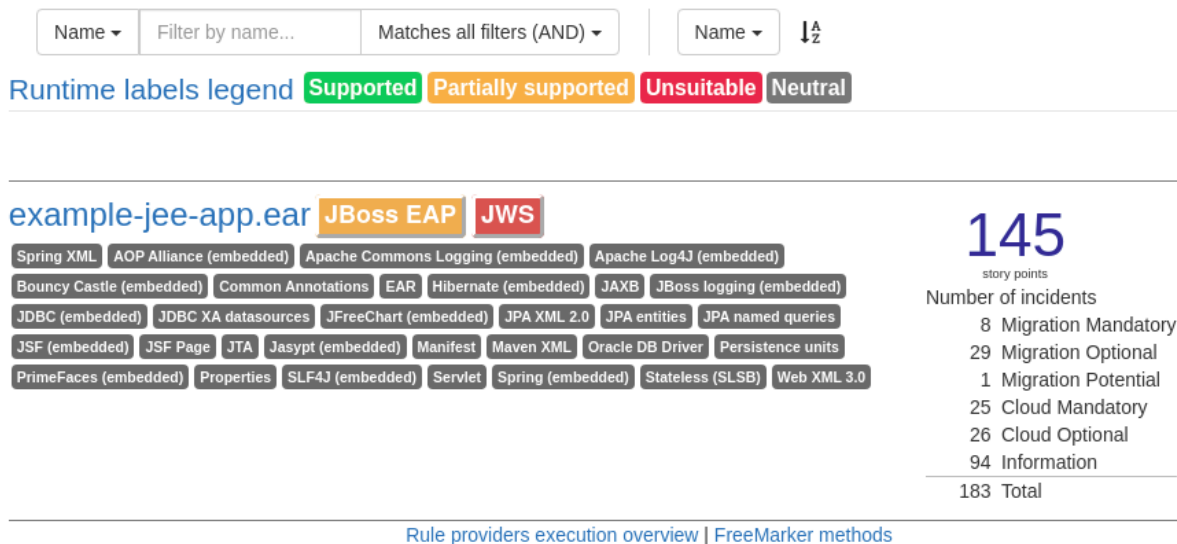 Name Filter by name... Matches all filters (AND) Name
Runtime labels legend Supported Partially supported Unsuitable Neutral
example-jee-app.ear JBoss EAP JWS
Spring XML AOP Alliance (embedded) Apache Commons Logging (embedded) Apache Log4J (embedded)
Bouncy Castle (embedded) Common Annotations EAR Hibernate (embedded) JAXB JBoss logging (embedded)
JDBC (embedded) JDBC XA datasources JFreeChart (embedded) JPA XML 2.0 JPA entities JPA named queries
JSF (embedded) JSF Page JTA Jasypt (embedded) Manifest Maven XML Oracle DB Driver Persistence units
PrimeFaces (embedded) Properties SLF4J (embedded) Servlet Spring (embedded) Stateless (SLSB) Web XML 3.0
145
story points
Number of incidents
8 Migration Mandatory
29 Migration Optional
1 Migration Potential
25 Cloud Mandatory
26 Cloud Optional
94 Information
183 Total
Rule providers execution overview | FreeMarker methods